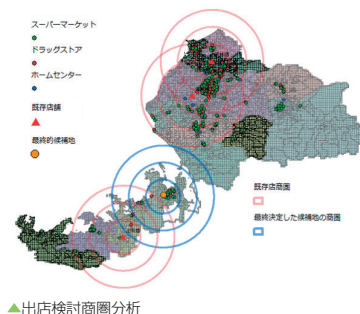 スーパーマーケット
ドラッグストア
ホームセンター
既存店舗
最終的候補地
既存店商圏
最終決定した候補地の商圏
▲出店検討商圏分析